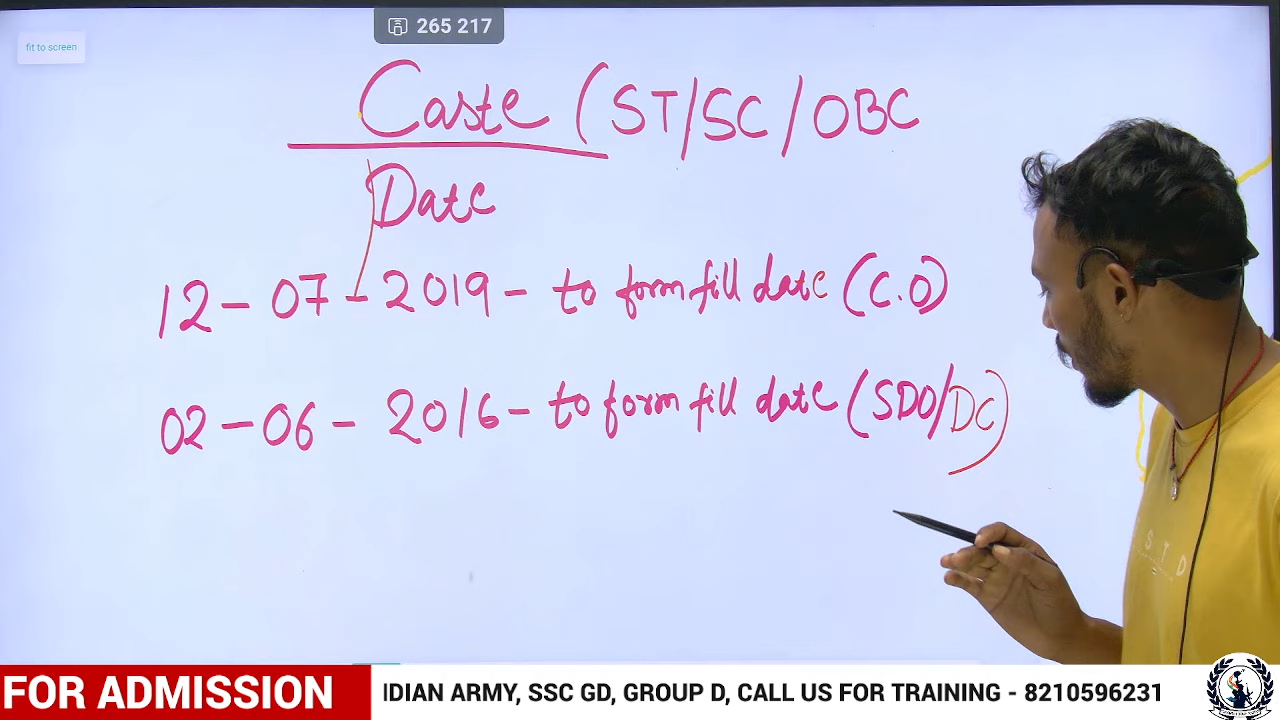 265 217
fit to screen
Caste (ST/SC/OBC
Date
12-07-2019- to form fill date (C.O)
02-06-2016- to form fill date (SDO/DC)
STD
FOR ADMISSION
IDIAN ARMY, SSC GD, GROUP D, CALL US FOR TRAINING - 8210596231